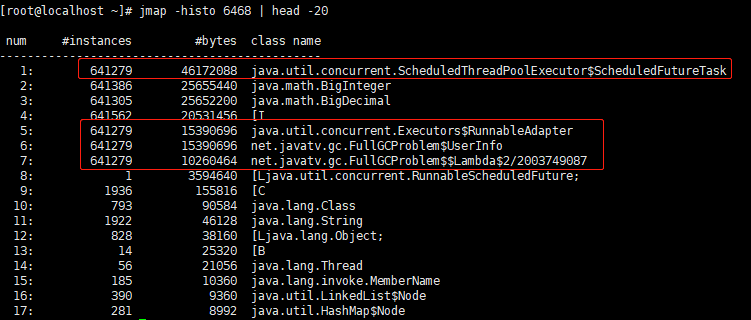 [root@localhost ~]# jmap -histo 6468 | head -20
num #instances #bytes class name
----------------------------------------------
1: 641279 46172088 java.util.concurrent.ScheduledThreadPoolExecutor$ScheduledFutureTask
2: 641386 25655440 java.math.BigInteger
3: 641305 25652200 java.math.BigDecimal
4: 641562 20531456 [I
5: 641279 15390696 java.util.concurrent.Executors$RunnableAdapter
6: 641279 15390696 net.javatv.gc.FullGCProblem$UserInfo
7: 641279 10260464 net.javatv.gc.FullGCProblem$$Lambda$2/2003749087
8: 1 3594640 [Ljava.util.concurrent.RunnableScheduledFuture;
9: 1936 155816 [C
10: 793 90584 java.lang.Class
11: 1922 46128 java.lang.String
12: 828 38160 [Ljava.lang.Object;
13: 14 25320 [B
14: 56 21056 java.lang.Thread
15: 185 10360 java.lang.invoke.MemberName
16: 390 9360 java.util.LinkedList$Node
17: 281 8992 java.util.HashMap$Node